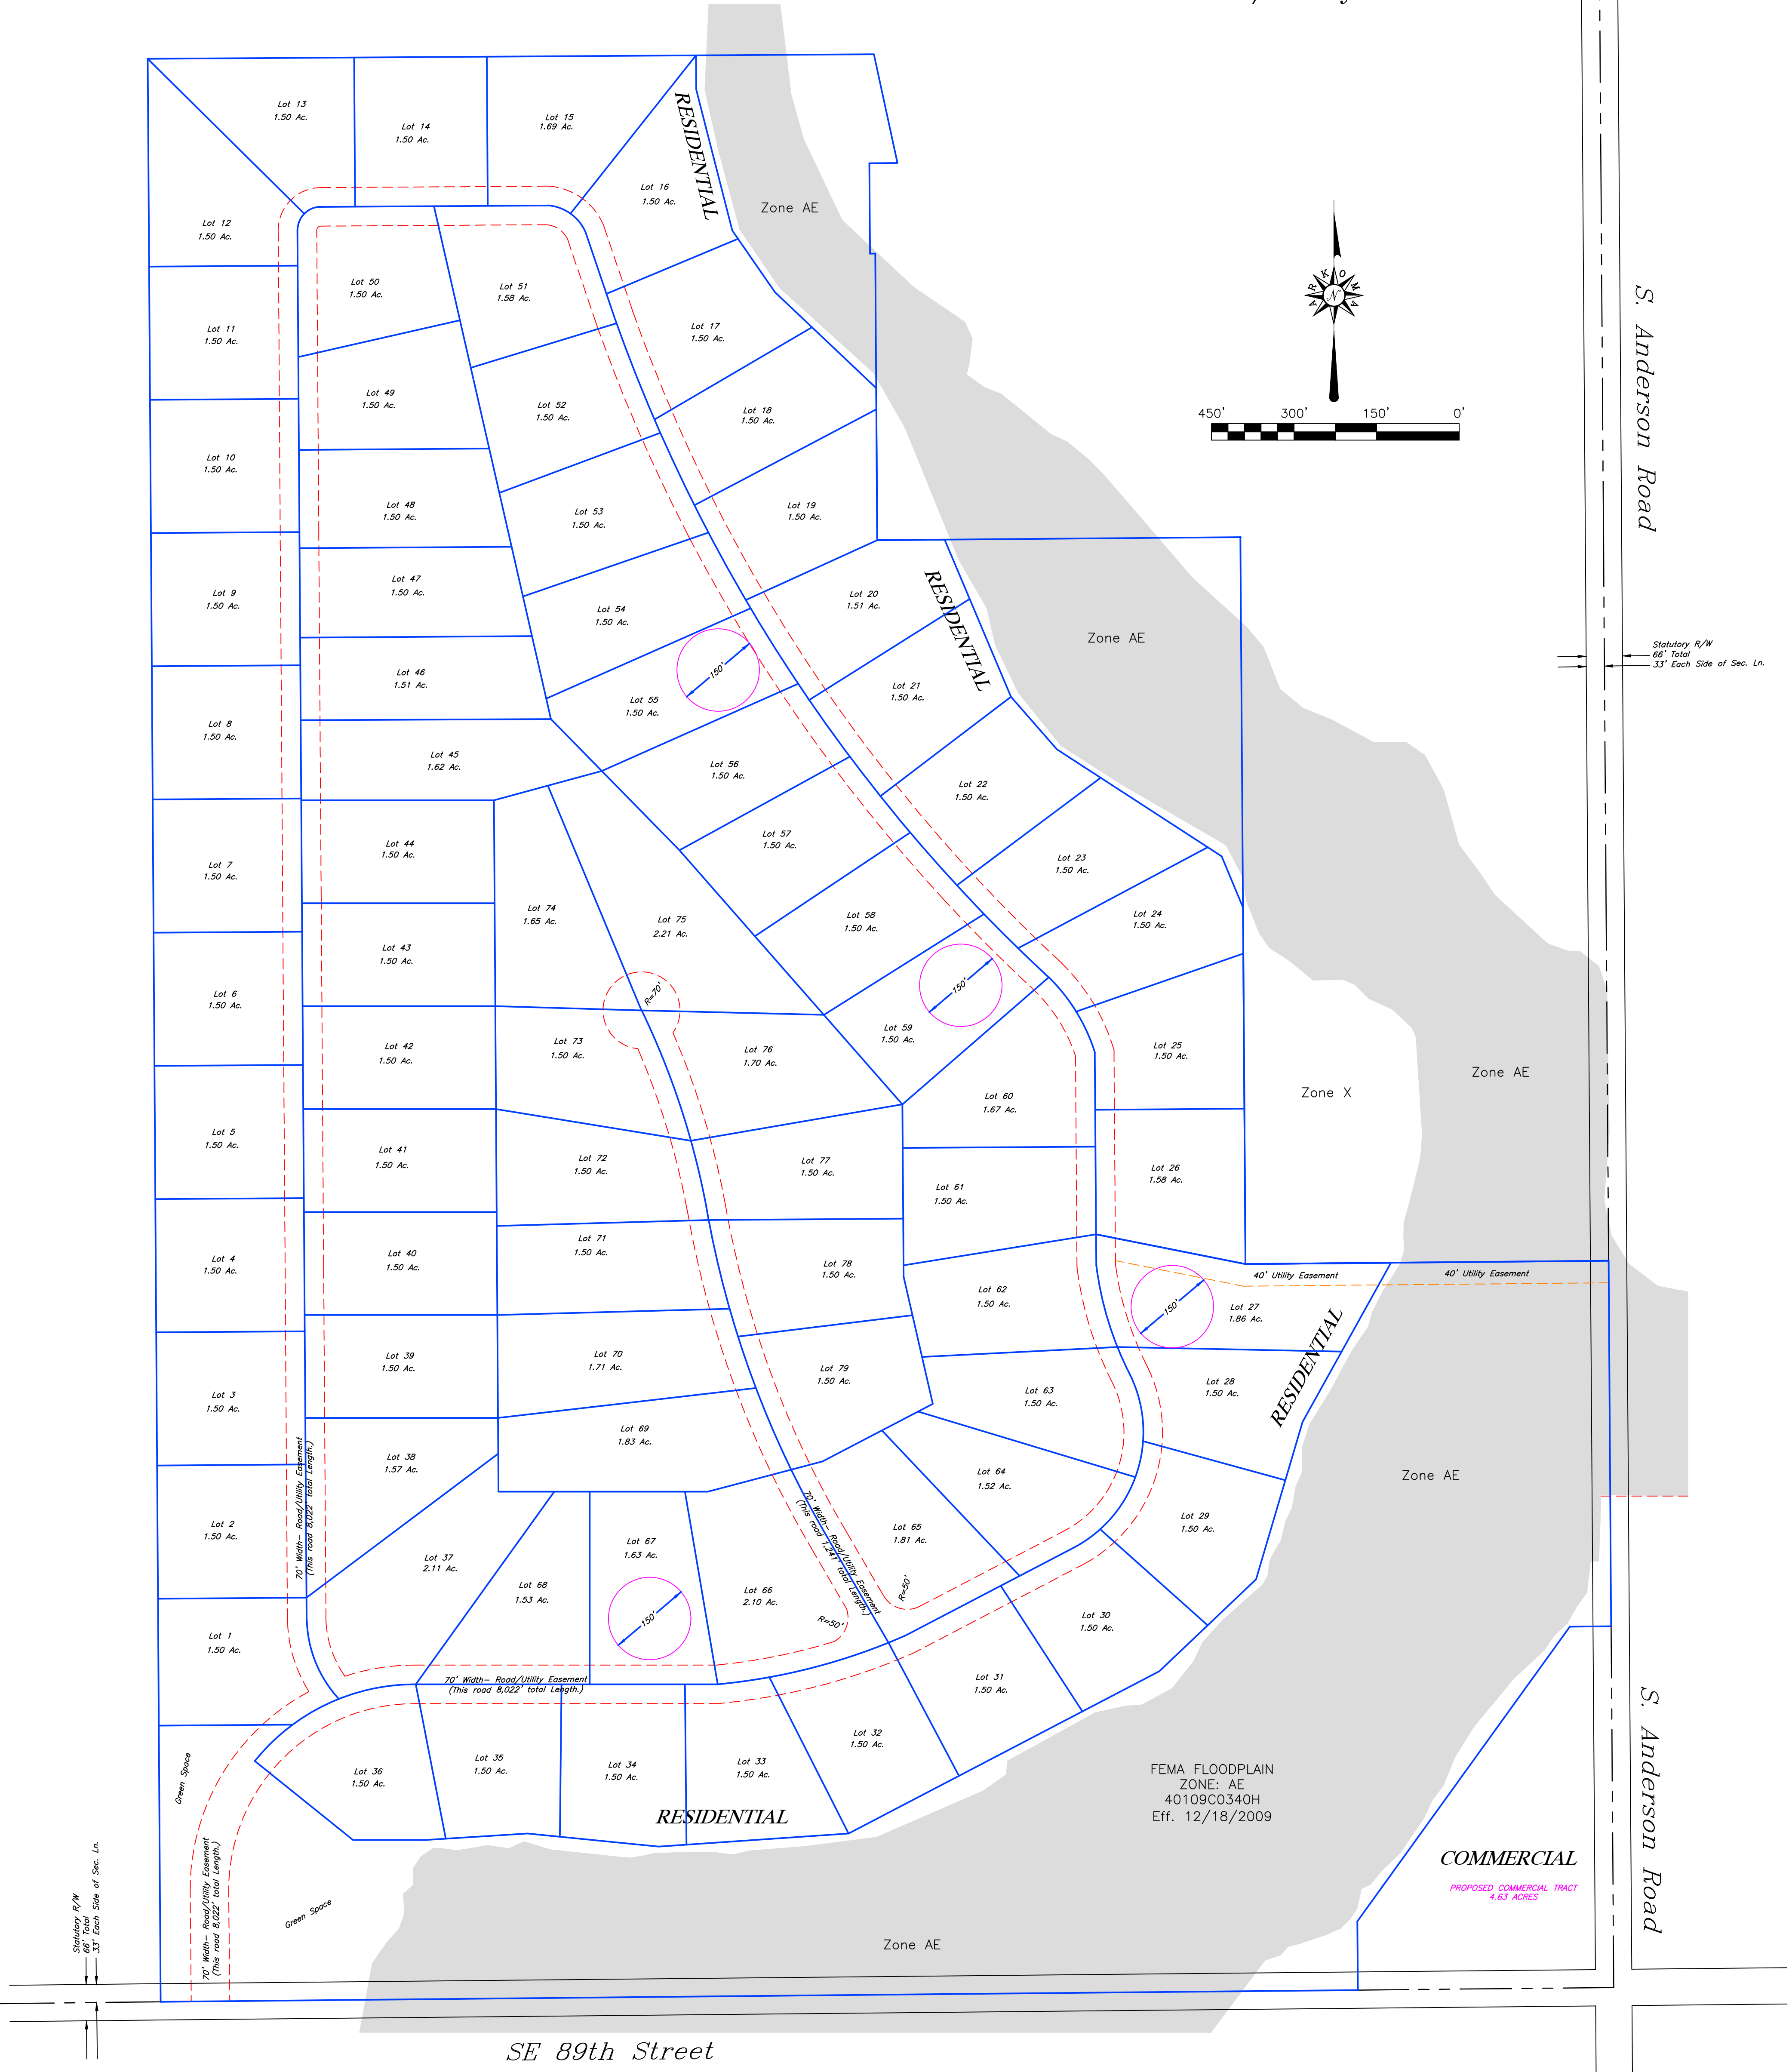 Lot 13
1.50 Ac.
Lot 14
1.50 Ac.
Lot 15
1.69 Ac.
RESIDENTIAL
Lot 16
1.50 Ac.
Zone AE
Lot 12
1.50 Ac.
Lot 50
1.50 Ac.
Lot 51
1.58 Ac.
Lot 11
1.50 Ac.
Lot 17
1.50 Ac.
A R K O M A
N
450' 300' 150' 0'
S. Anderson Road
Lot 49
1.50 Ac.
Lot 52
1.50 Ac.
Lot 18
1.50 Ac.
Lot 10
1.50 Ac.
Lot 48
1.50 Ac.
Lot 53
1.50 Ac.
Lot 19
1.50 Ac.
Lot 9
1.50 Ac.
Lot 47
1.50 Ac.
Lot 54
1.50 Ac.
Lot 20
1.51 Ac.
RESIDENTIAL
Zone AE
Statutory R/W
66' Total
33' Each Side of Sec. Ln.
Lot 46
1.51 Ac.
Lot 55
1.50 Ac.
150'
Lot 21
1.50 Ac.
Lot 8
1.50 Ac.
Lot 45
1.62 Ac.
Lot 56
1.50 Ac.
Lot 22
1.50 Ac.
Lot 7
1.50 Ac.
Lot 44
1.50 Ac.
Lot 57
1.50 Ac.
Lot 23
1.50 Ac.
Lot 74
1.65 Ac.
Lot 75
2.21 Ac.
Lot 58
1.50 Ac.
Lot 24
1.50 Ac.
Lot 43
1.50 Ac.
Lot 6
1.50 Ac.
R=70'
150'
Lot 42
1.50 Ac.
Lot 73
1.50 Ac.
Lot 76
1.70 Ac.
Lot 59
1.50 Ac.
Lot 25
1.50 Ac.
Zone X
Zone AE
Lot 60
1.67 Ac.
Lot 5
1.50 Ac.
Lot 41
1.50 Ac.
Lot 72
1.50 Ac.
Lot 77
1.50 Ac.
Lot 61
1.50 Ac.
Lot 26
1.58 Ac.
Lot 4
1.50 Ac.
Lot 40
1.50 Ac.
Lot 71
1.50 Ac.
Lot 78
1.50 Ac.
40' Utility Easement
40' Utility Easement
Lot 62
1.50 Ac.
150'
Lot 27
1.86 Ac.
RESIDENTIAL
Lot 3
1.50 Ac.
Lot 39
1.50 Ac.
Lot 70
1.71 Ac.
Lot 79
1.50 Ac.
Lot 63
1.50 Ac.
Lot 28
1.50 Ac.
Lot 69
1.83 Ac.
Lot 38
1.57 Ac.
70' Width- Road/Utility Easement
(This road 8,022' total Length.)
Lot 64
1.52 Ac.
Zone AE
Lot 2
1.50 Ac.
Lot 37
2.11 Ac.
Lot 68
1.53 Ac.
Lot 67
1.63 Ac.
Lot 66
2.10 Ac.
70' Width- Road/Utility Easement
(This road 1,241' total Length.)
Lot 65
1.81 Ac.
Lot 29
1.50 Ac.
R=50'
R=50'
150'
Lot 1
1.50 Ac.
Lot 30
1.50 Ac.
70' Width- Road/Utility Easement
(This road 8,022' total Length.)
Lot 31
1.50 Ac.
Green Space
Lot 36
1.50 Ac.
Lot 35
1.50 Ac.
Lot 34
1.50 Ac.
Lot 33
1.50 Ac.
Lot 32
1.50 Ac.
RESIDENTIAL
FEMA FLOODPLAIN
ZONE: AE
40109C0340H
Eff. 12/18/2009
S. Anderson Road
COMMERCIAL
PROPOSED COMMERCIAL TRACT
4.63 ACRES
Green Space
70' Width- Road/Utility Easement
(This road 8,022' total Length.)
Statutory R/W
66' Total
33' Each Side of Sec. Ln.
Zone AE
SE 89th Street